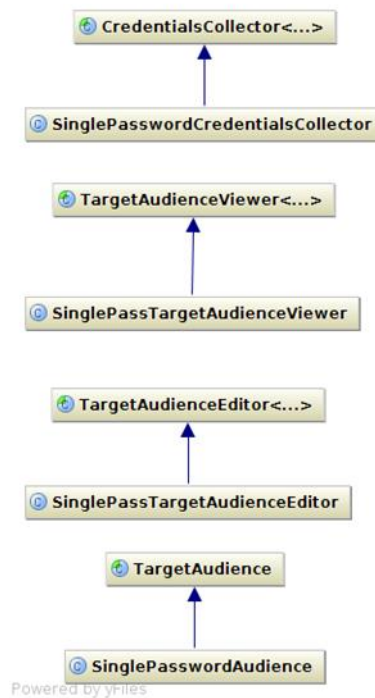 CredentialsCollector<...>
SinglePasswordCredentialsCollector
TargetAudienceViewer<...>
SinglePassTargetAudienceViewer
TargetAudienceEditor<...>
SinglePassTargetAudienceEditor
TargetAudience
SinglePasswordAudience
Powered by yFiles